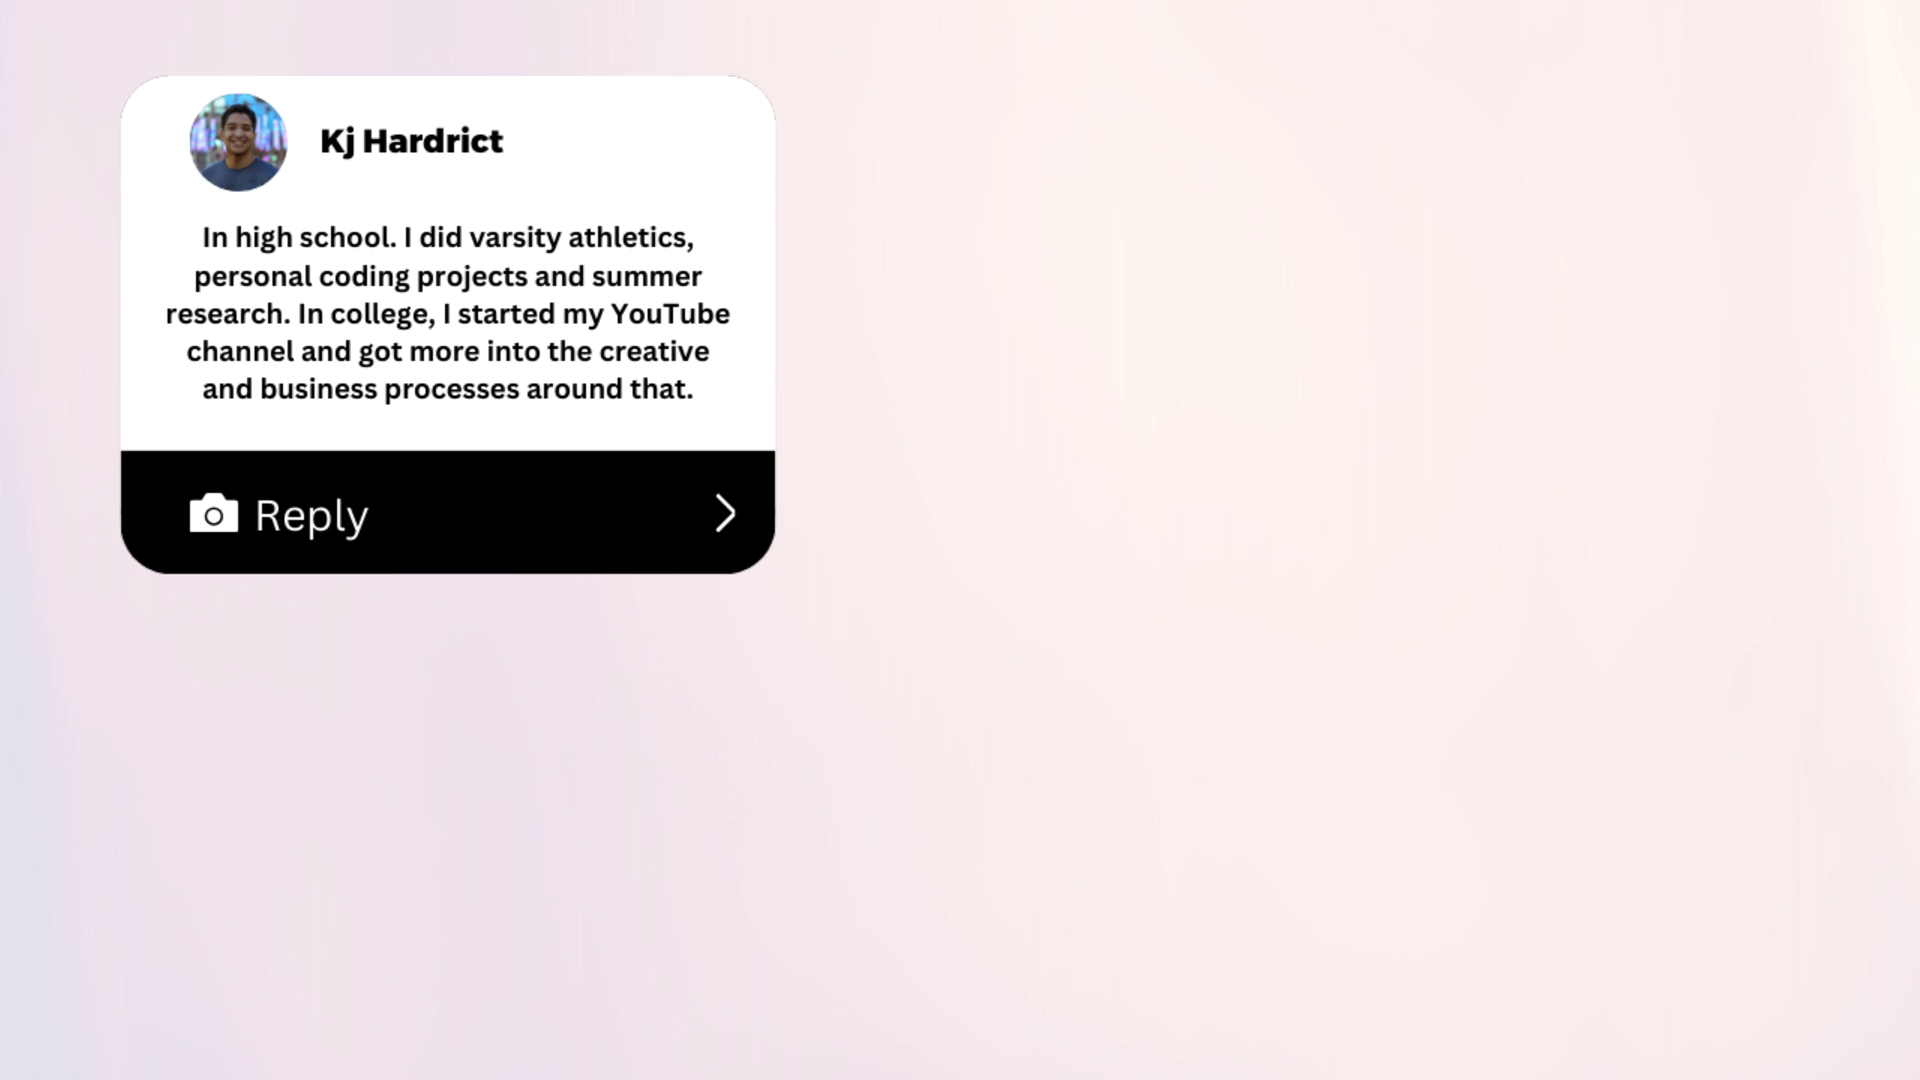 Kj Hardrict
In high school. I did varsity athletics,
personal coding projects and summer
research. In college, I started my YouTube
channel and got more into the creative
and business processes around that.
Reply